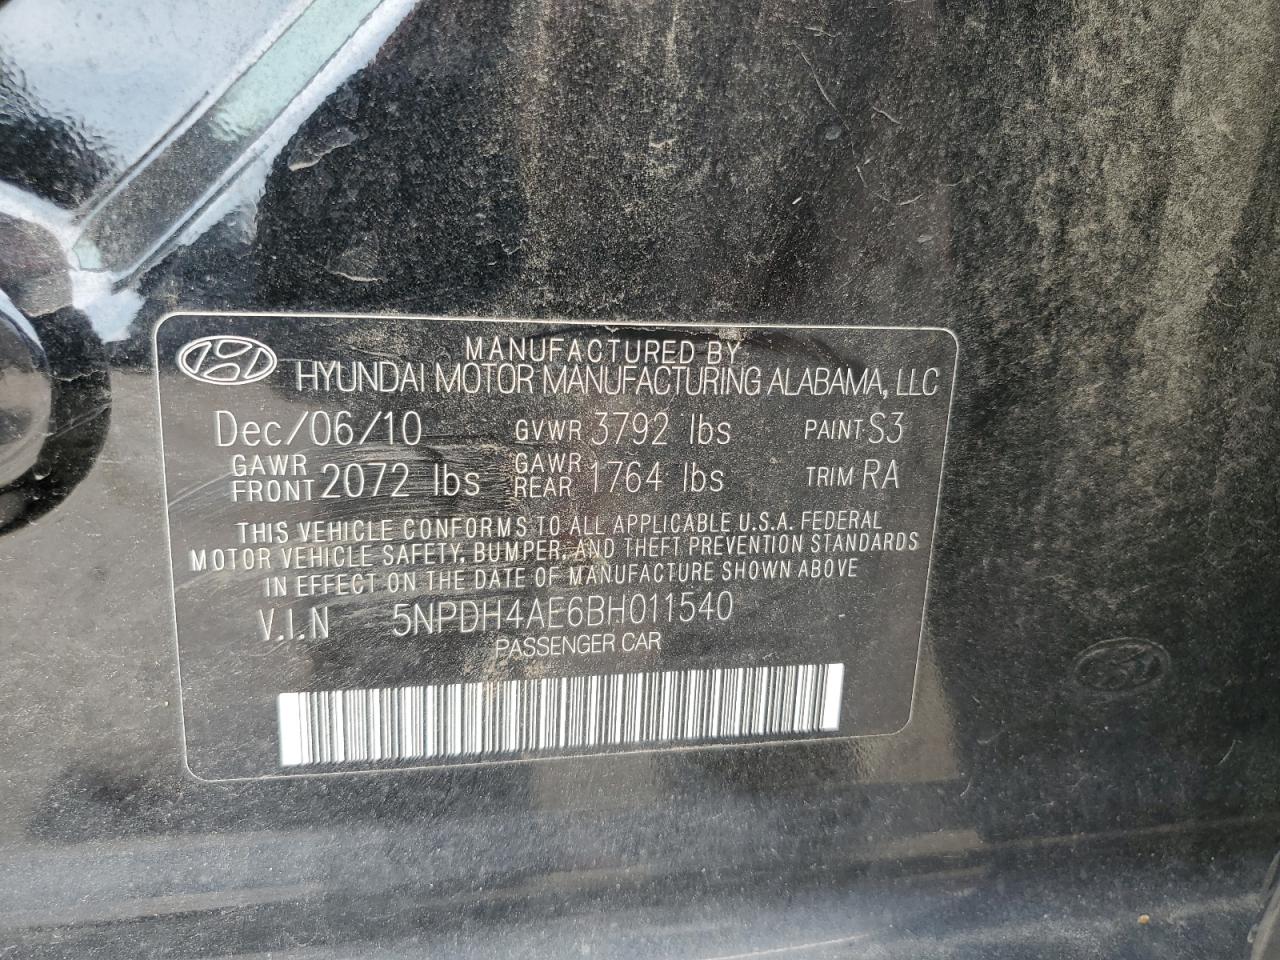 MANUFACTURED BY
HYUNDAI MOTOR MANUFACTURING ALABAMA, LLC
Dec/06/10 GVWR 3792 lbs PAINT S3
GAWR FRONT 2072 lbs GAWR REAR 1764 lbs TRIM RA
THIS VEHICLE CONFORMS TO ALL APPLICABLE U.S.A. FEDERAL
MOTOR VEHICLE SAFETY, BUMPER, AND THEFT PREVENTION STANDARDS
IN EFFECT ON THE DATE OF MANUFACTURE SHOWN ABOVE
V.I.N 5NPDH4AE6BH011540
PASSENGER CAR